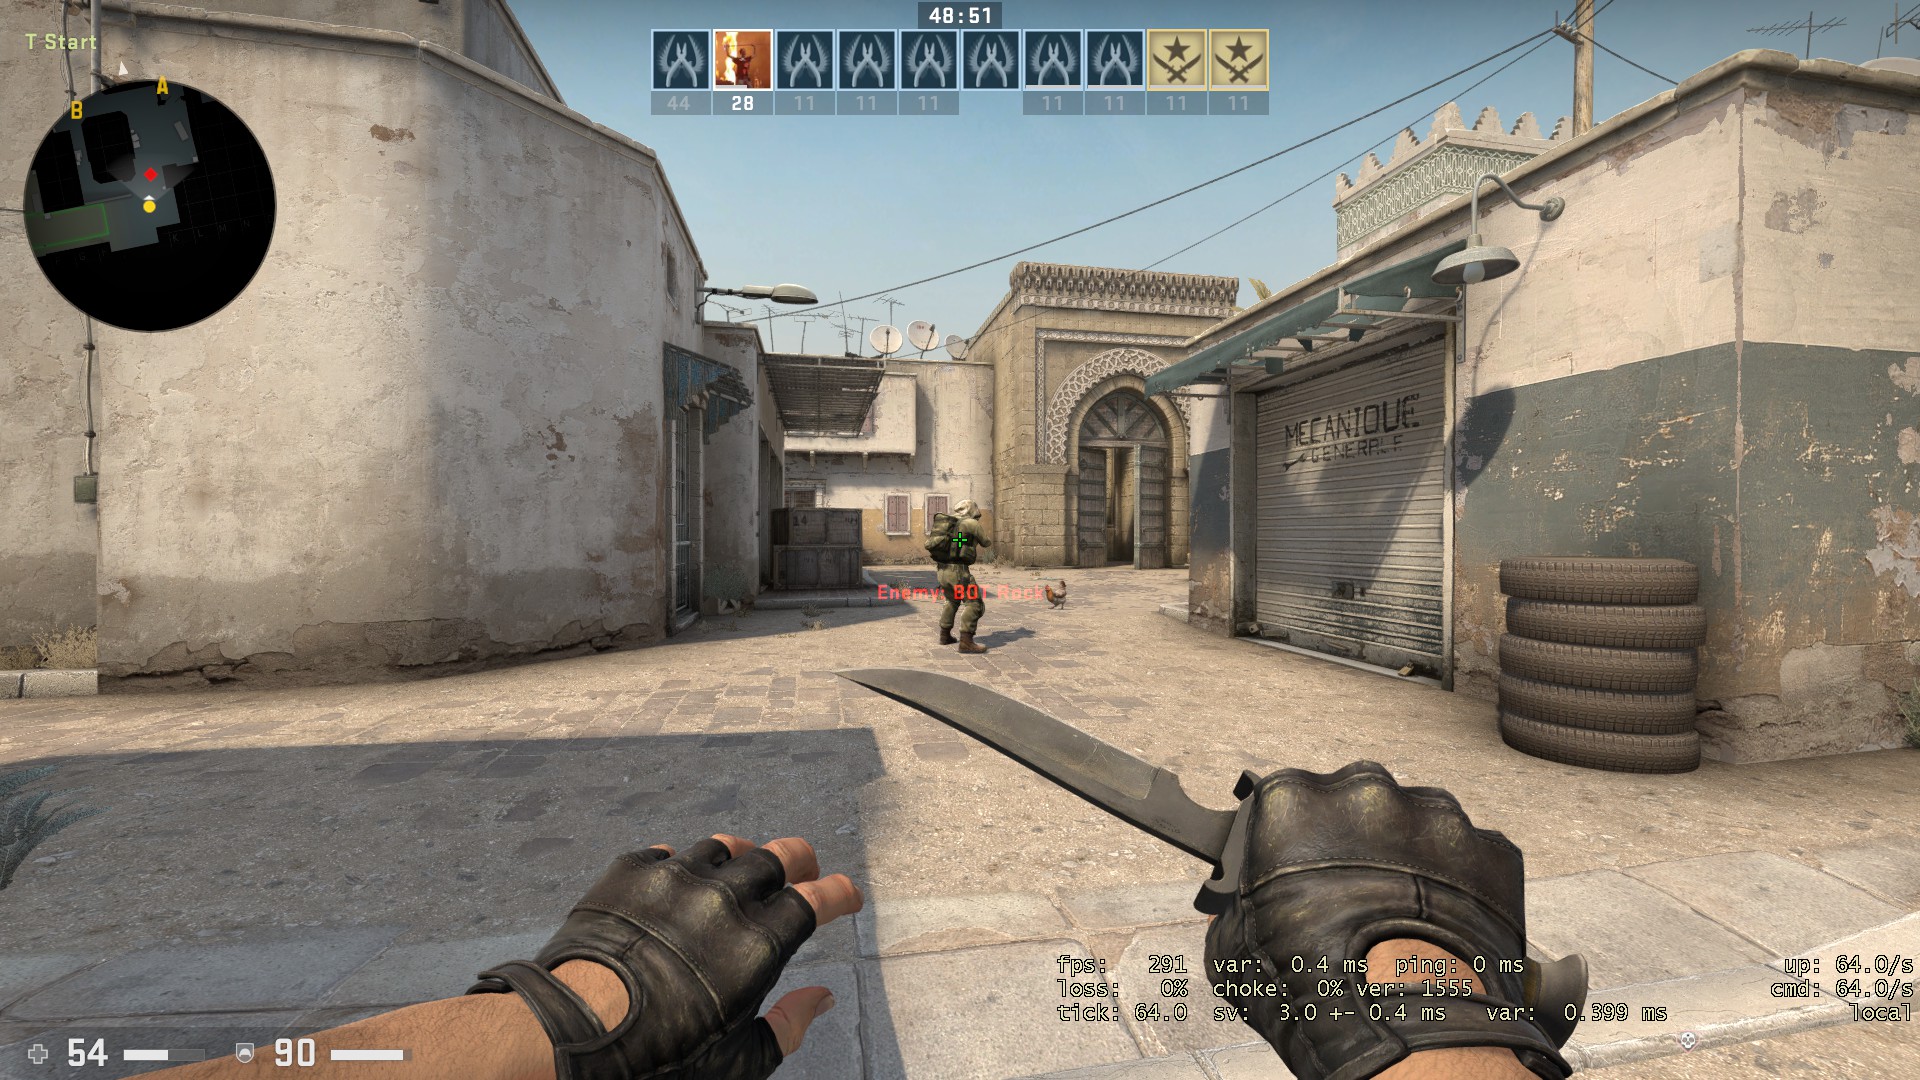 48:51
T Start
A
B
44 28 11 11 11 11 11 11 11
MECANIQUE
GENERALE
Enemy: BOT Rock
fps: 291 var: 0.4 ms ping: 0 ms up: 64.0/s
loss: 0% choke: 0% ver: 1555 cmd: 64.0/s
tick: 64.0 sv: 3.0 +- 0.4 ms var: 0.399 ms local
54 90